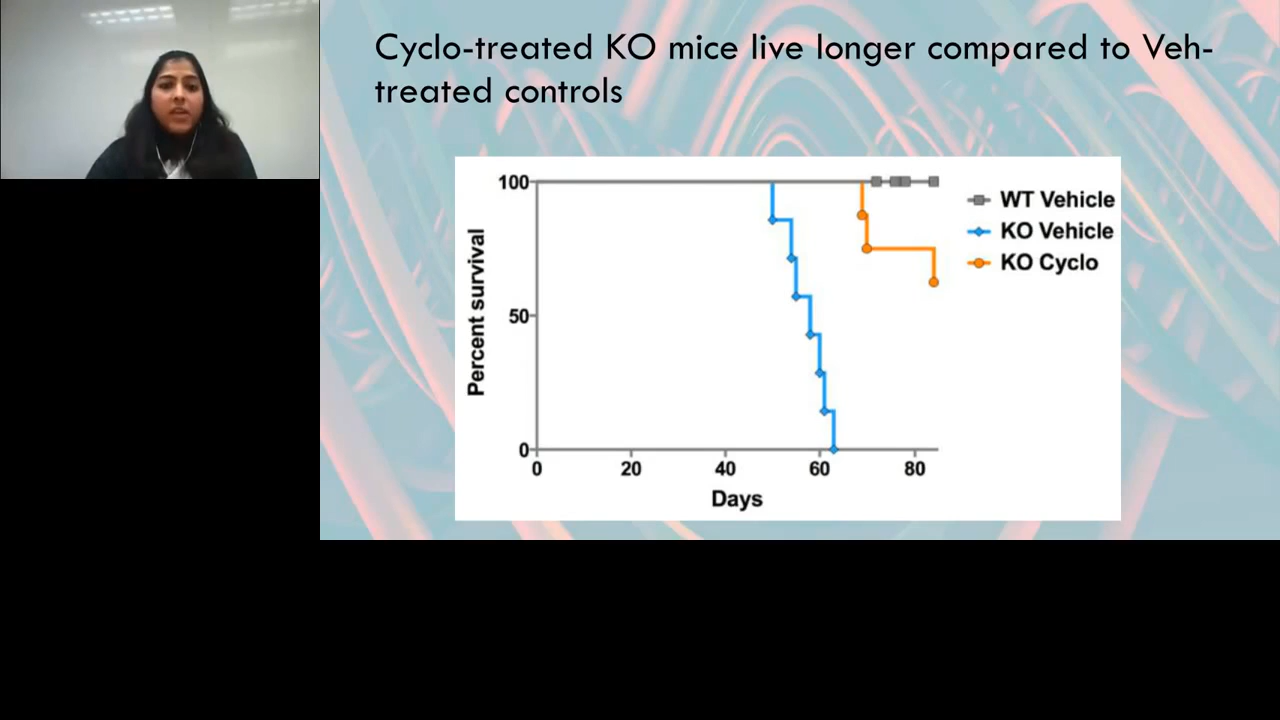 Cyclo-treated KO mice live longer compared to Veh-
treated controls
100
50
0
Percent survival
0 20 40 60 80
Days
WT Vehicle
KO Vehicle
KO Cyclo